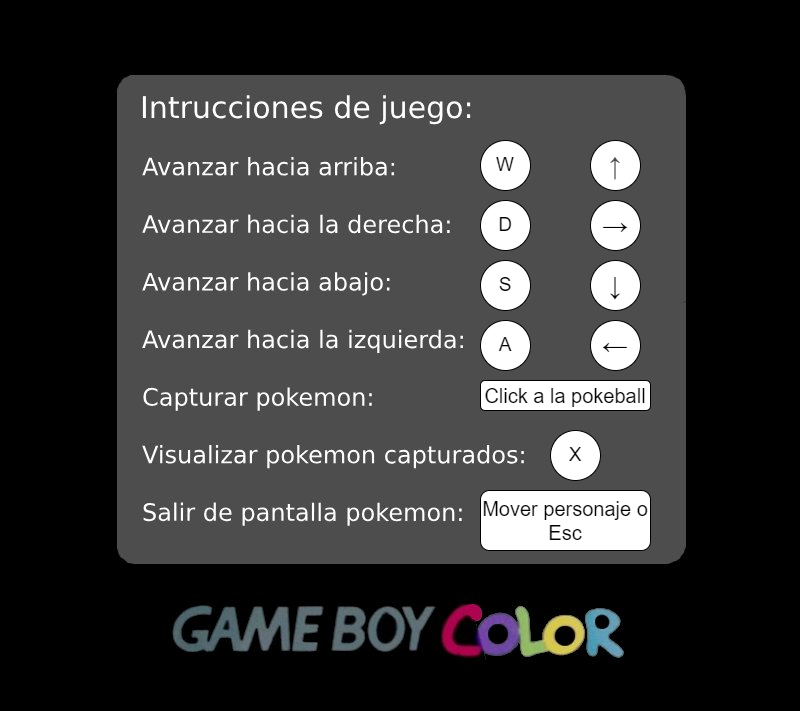 Intrucciones de juego:
Avanzar hacia arriba: W ↑
Avanzar hacia la derecha: D →
Avanzar hacia abajo: S ↓
Avanzar hacia la izquierda: A ←
Capturar pokemon: Click a la pokeball
Visualizar pokemon capturados: X
Salir de pantalla pokemon: Mover personaje o
Esc
GAME BOY COLOR